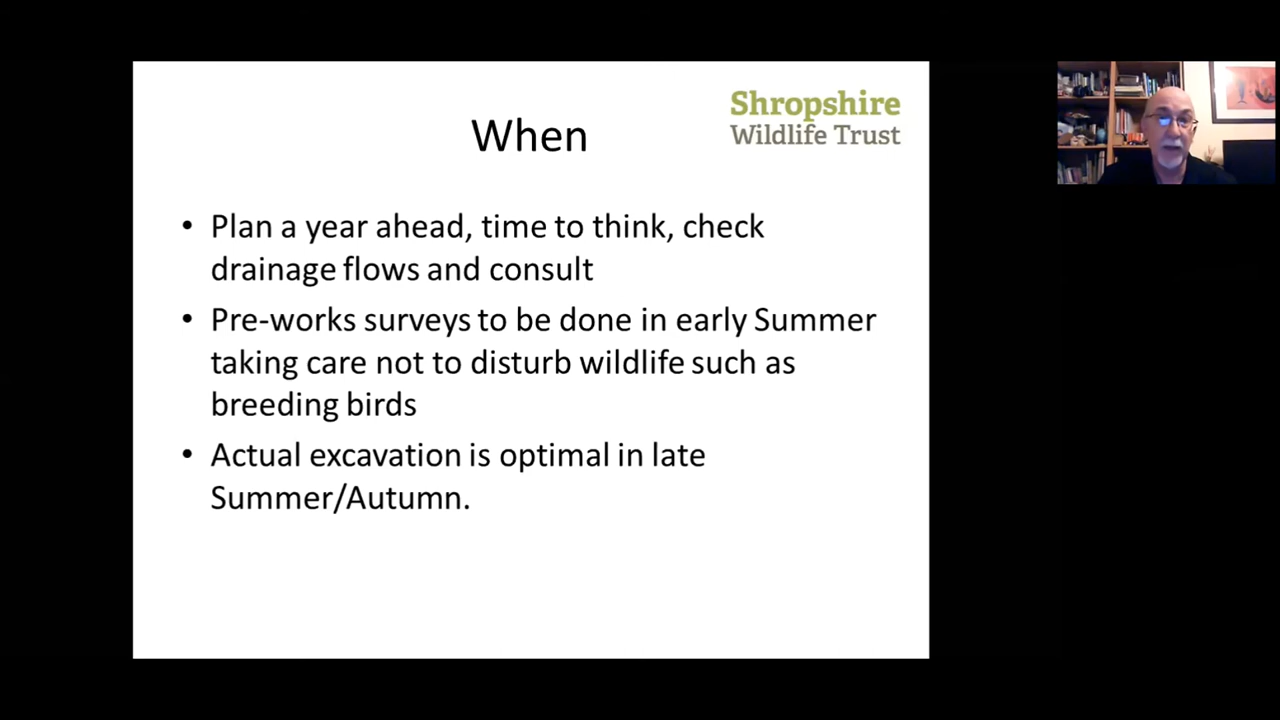 Shropshire
Wildlife Trust
When
• Plan a year ahead, time to think, check
drainage flows and consult
• Pre-works surveys to be done in early Summer
taking care not to disturb wildlife such as
breeding birds
• Actual excavation is optimal in late
Summer/Autumn.